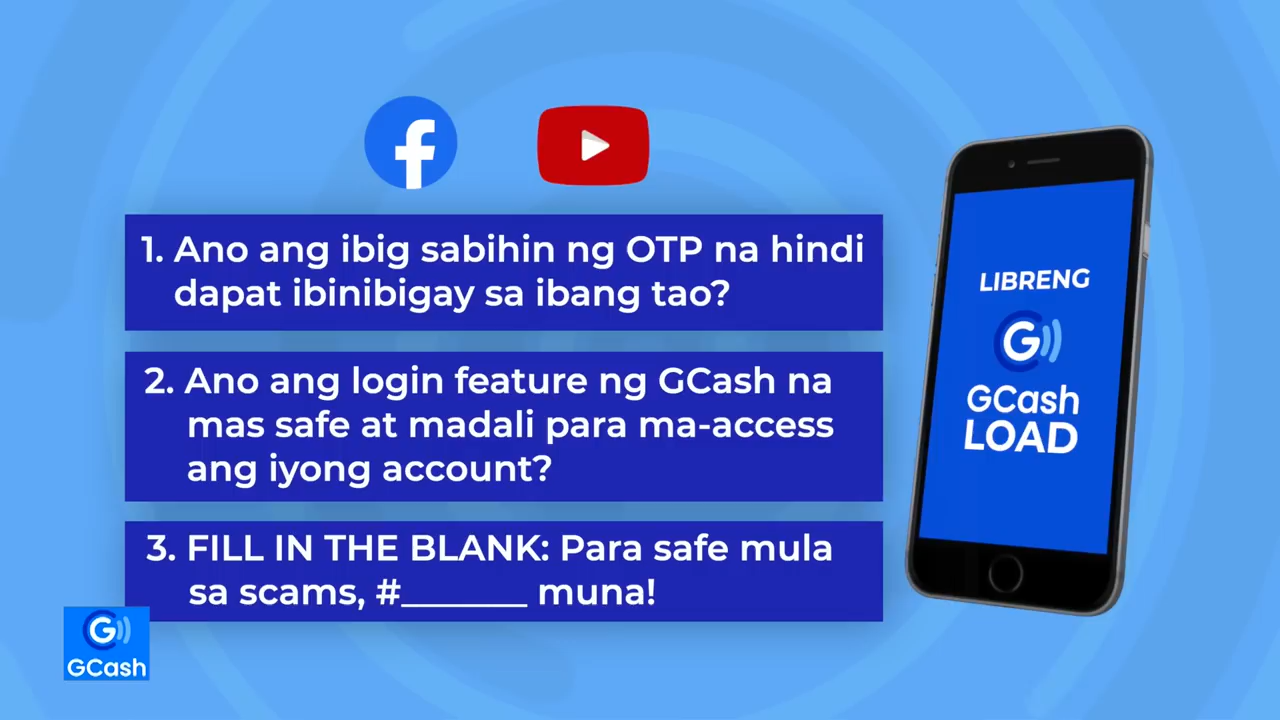 1. Ano ang ibig sabihin ng OTP na hindi
dapat ibinibigay sa ibang tao?
2. Ano ang login feature ng GCash na
mas safe at madali para ma-access
ang iyong account?
3. FILL IN THE BLANK: Para safe mula
sa scams, #_______ muna!
LIBRENG
GCash
LOAD
GCash